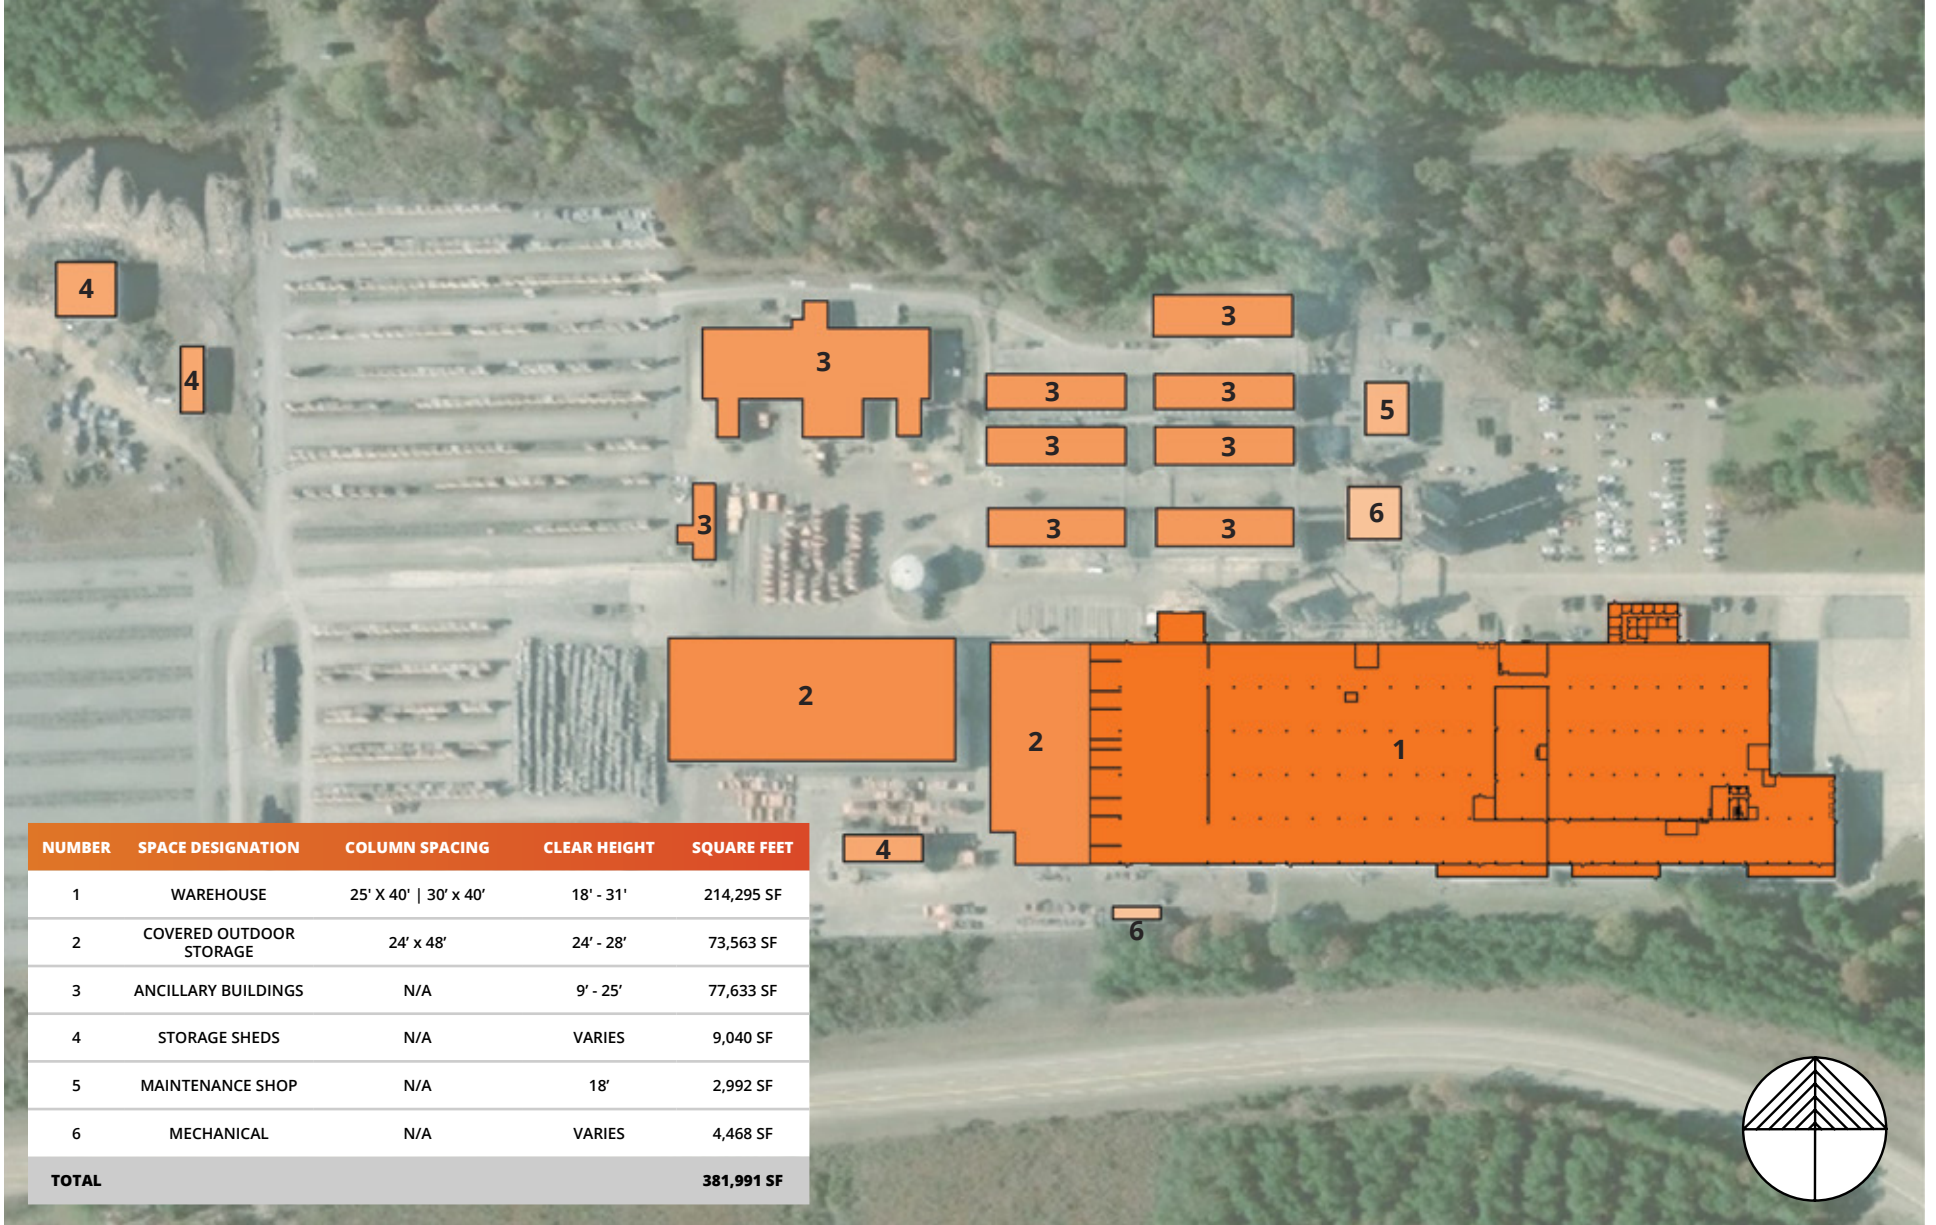 3
4
3
4
3
3
5
3
3
6
3
3
3
2
2
1
4
6
NUMBER SPACE DESIGNATION COLUMN SPACING CLEAR HEIGHT SQUARE FEET
1 WAREHOUSE 25' X 40' | 30’ x 40’ 18' - 31' 214,295 SF
2 COVERED OUTDOOR STORAGE 24’ x 48’ 24’ - 28’ 73,563 SF
3 ANCILLARY BUILDINGS N/A 9’ - 25’ 77,633 SF
4 STORAGE SHEDS N/A VARIES 9,040 SF
5 MAINTENANCE SHOP N/A 18’ 2,992 SF
6 MECHANICAL N/A VARIES 4,468 SF
TOTAL 381,991 SF